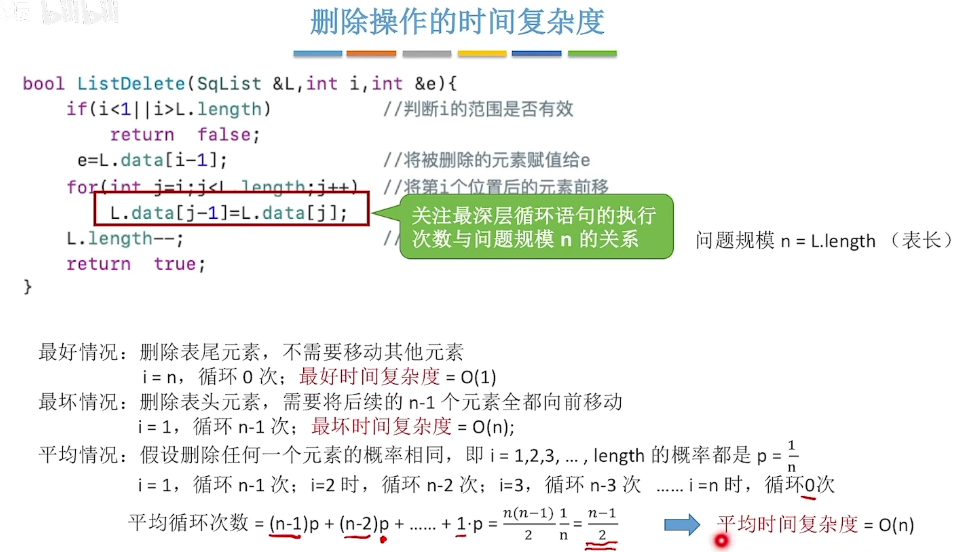 bilibili
删除操作的时间复杂度
bool ListDelete(SqList &L,int i,int &e){
if(i<1||i>L.length) //判断i的范围是否有效
return false;
e=L.data[i-1]; //将被删除的元素赋值给e
for(int j=i;j<L.length;j++) //将第i个位置后的元素前移
L.data[j-1]=L.data[j];
关注最深层循环语句的执行
次数与问题规模 n 的关系
L.length--; //
问题规模 n = L.length （表长）
return true;
}
最好情况：删除表尾元素，不需要移动其他元素
i = n，循环 0 次；最好时间复杂度 = O(1)
最坏情况：删除表头元素，需要将后续的 n-1 个元素全都向前移动
i = 1，循环 n-1 次；最坏时间复杂度 = O(n);
平均情况：假设删除任何一个元素的概率相同，即 i = 1,2,3, … , length 的概率都是 p = 1/n
i = 1，循环 n-1 次；i=2 时，循环 n-2 次；i=3，循环 n-3 次 …… i =n 时，循环0次
平均循环次数 = (n-1)p + (n-2)p + …… + 1·p = n(n−1)/2 1/n = n−1/2 平均时间复杂度 = O(n)